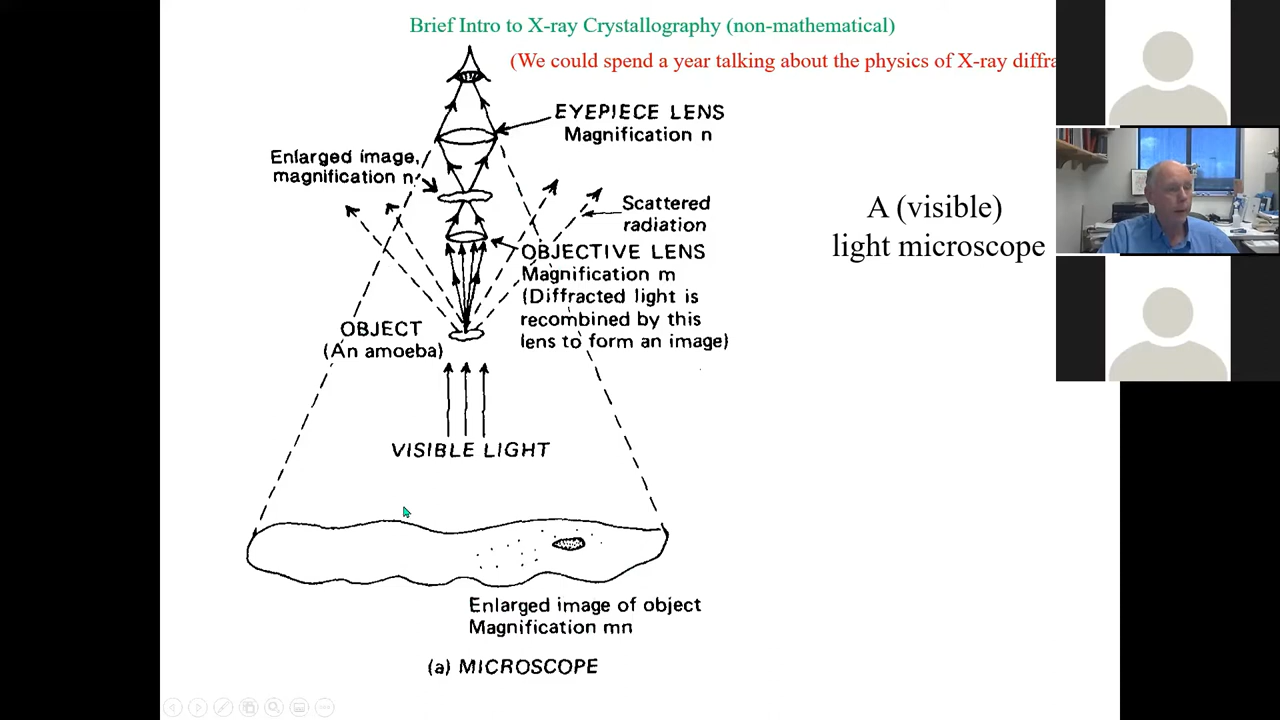 Brief Intro to X-ray Crystallography (non-mathematical)
(We could spend a year talking about the physics of X-ray diffra
EYEPIECE LENS
Magnification n
Enlarged image,
magnification n
Scattered
radiation
A (visible)
light microscope
OBJECTIVE LENS
Magnification m
(Diffracted light is
recombined by this
lens to form an image)
OBJECT
(An amoeba)
VISIBLE LIGHT
Enlarged image of object
Magnification mn
(a) MICROSCOPE